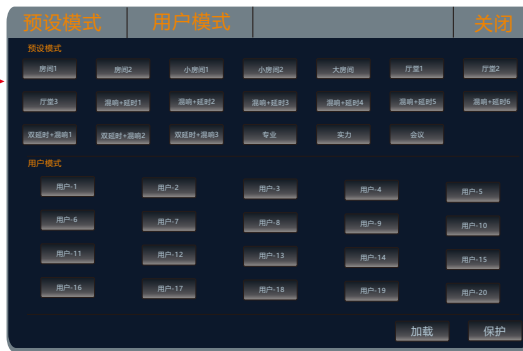 预设模式 用户模式 关闭
预设模式
房间1 房间2 小房间1 小房间2 大房间 厅堂1 厅堂2
厅堂3 混响+延时1 混响+延时2 混响+延时3 混响+延时4 混响+延时5 混响+延时6
双延时+混响1 双延时+混响2 双延时+混响3 专业 实力 会议
用户模式
用户-1 用户-2 用户-3 用户-4 用户-5
用户-6 用户-7 用户-8 用户-9 用户-10
用户-11 用户-12 用户-13 用户-14 用户-15
用户-16 用户-17 用户-18 用户-19 用户-20
加载 保护